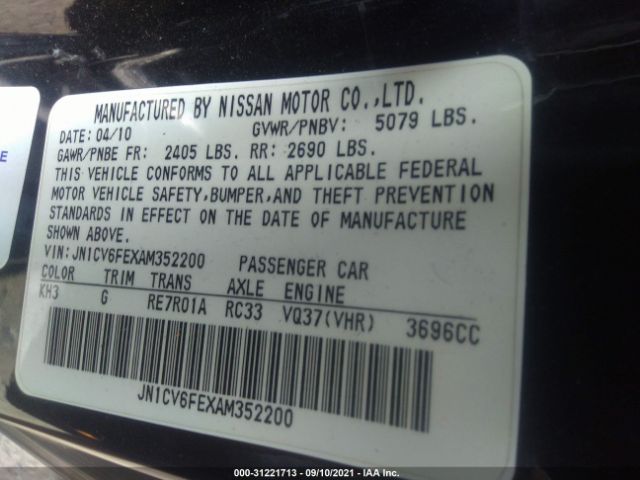 MANUFACTURED BY NISSAN MOTOR CO.,LTD.
DATE: 04/10 GVWR/PNBV: 5079 LBS.
GAWR/PNBE FR: 2405 LBS. RR: 2690 LBS.
THIS VEHICLE CONFORMS TO ALL APPLICABLE FEDERAL
MOTOR VEHICLE SAFETY,BUMPER,AND THEFT PREVENTION
STANDARDS IN EFFECT ON THE DATE OF MANUFACTURE
SHOWN ABOVE.
VIN:JN1CV6FEXAM352200 PASSENGER CAR
COLOR TRIM TRANS AXLE ENGINE
KH3 G RE7R01A RC33 VQ37(VHR) 3696CC
JN1CV6FEXAM352200
000-31221713 - 09/10/2021 - IAA Inc.